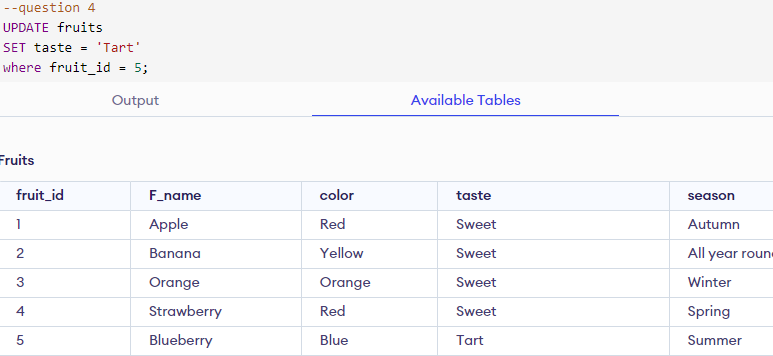 --question 4
UPDATE fruits
SET taste = 'Tart'
where fruit_id = 5;
Output Available Tables
Fruits
fruit_id F_name color taste season
1 Apple Red Sweet Autumn
2 Banana Yellow Sweet All year roun
3 Orange Orange Sweet Winter
4 Strawberry Red Sweet Spring
5 Blueberry Blue Tart Summer